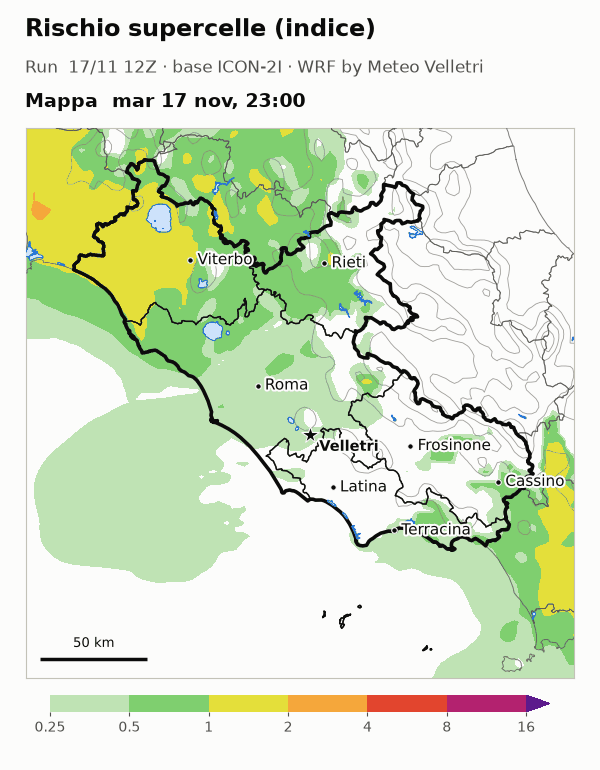 Rischio supercelle (indice)
Run  17/11 12Z · base ICON-2I · WRF by Meteo Velletri
Mappa  mar 17 nov, 23:00
Viterbo
Rieti
Roma
Velletri
Frosinone
Cassino
Latina
Terracina
50 km
0.25 0.5 1 2 4 8 16